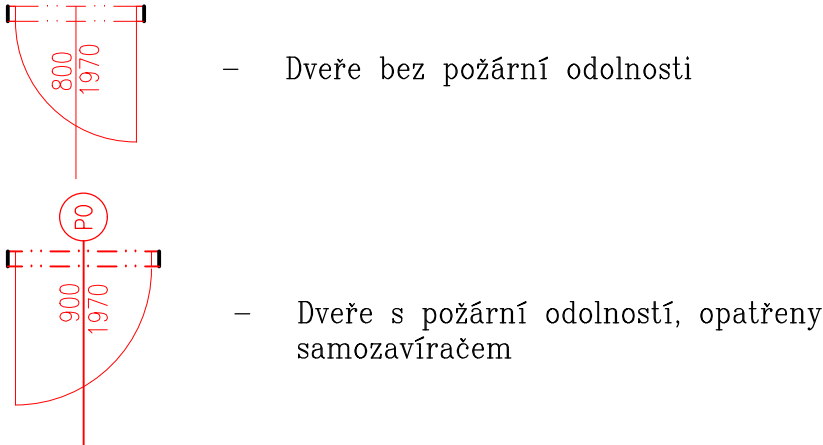 800
1970
– Dveře bez požární odolnosti
PO
900
1970
– Dveře s požární odolností, opatřeny
samozavíračem